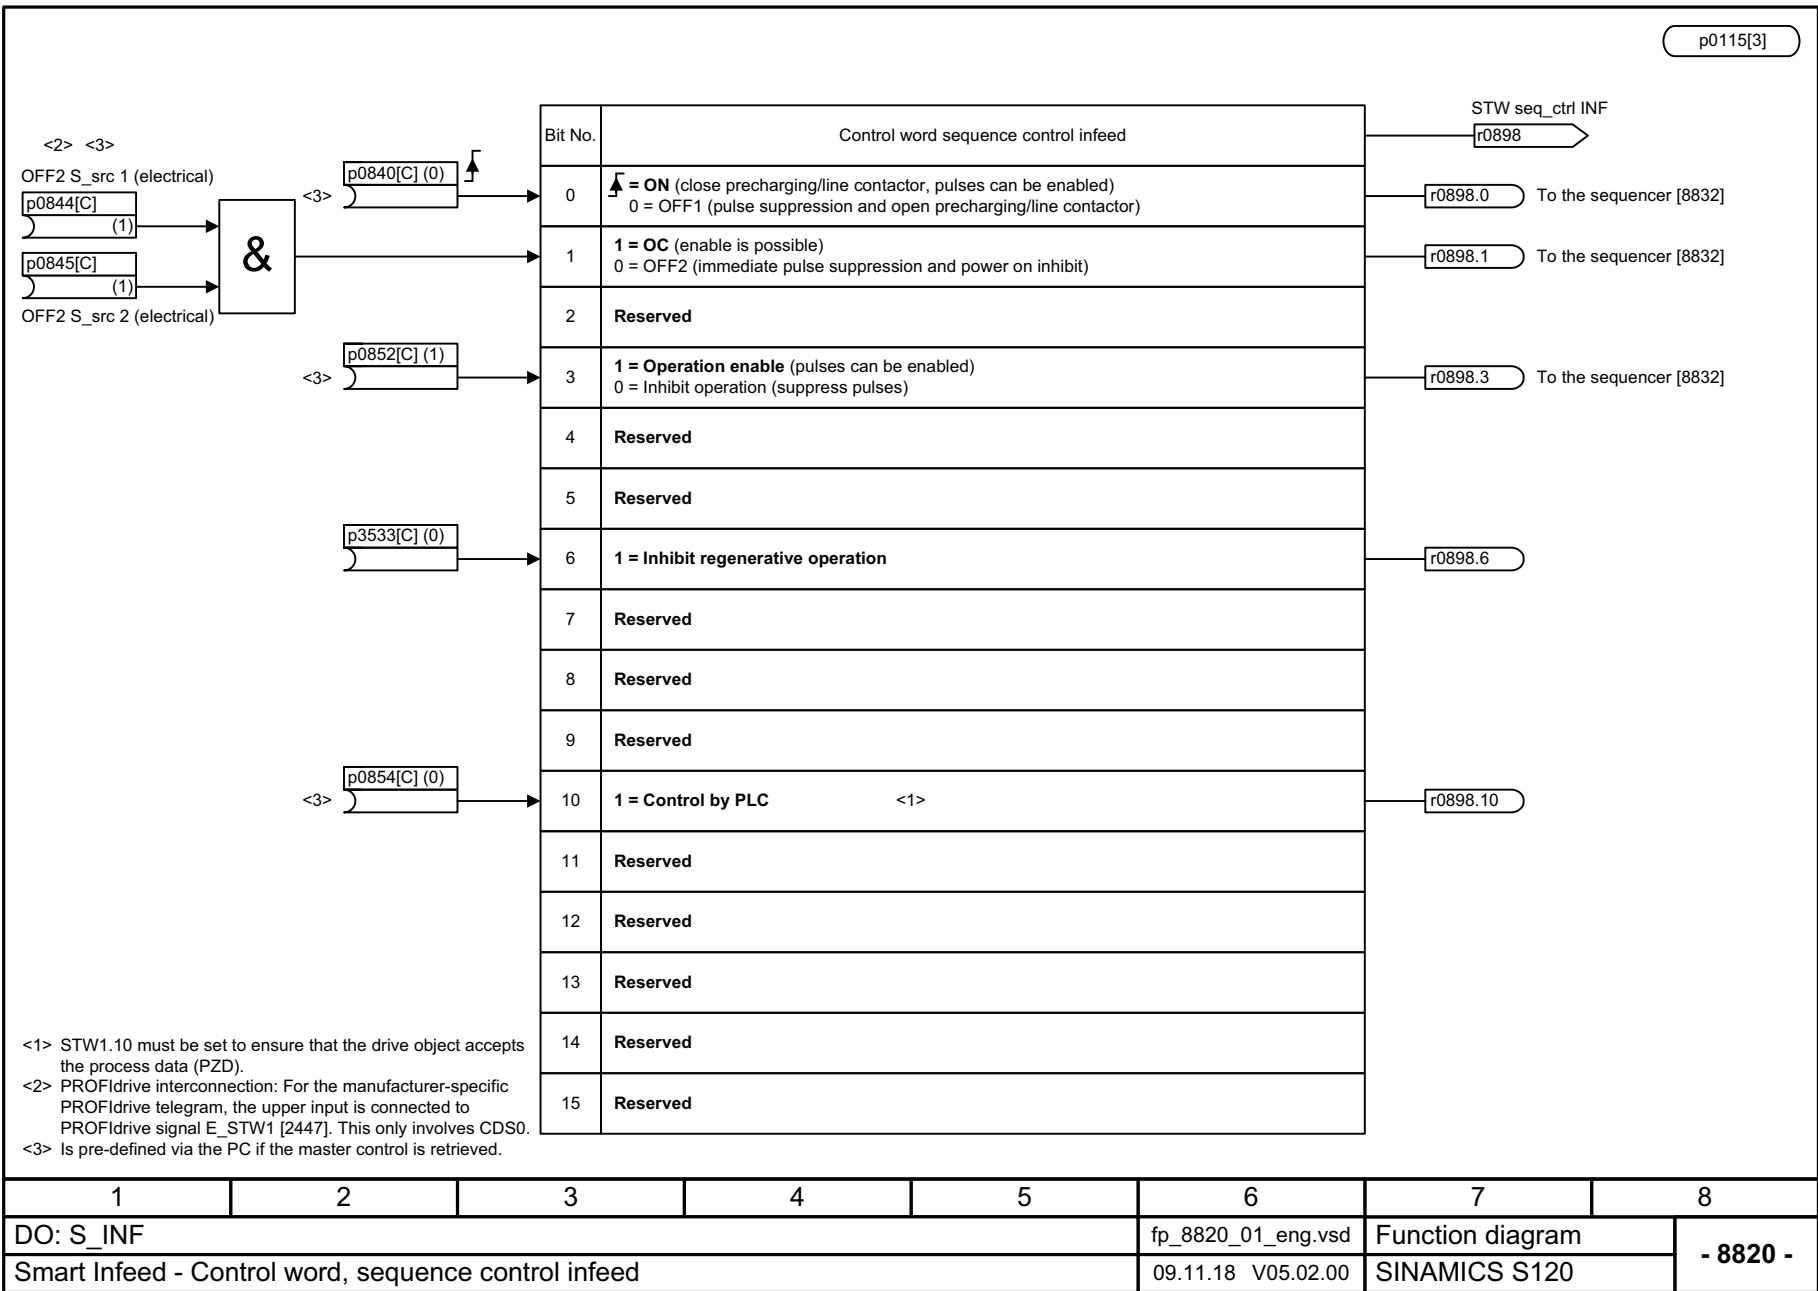 p0115[3]
STW seq_ctrl INF
Bit No. Control word sequence control infeed r0898
<2> <3>
OFF2 S_src 1 (electrical)
p0844[C]
(1)
&
p0845[C]
(1)
OFF2 S_src 2 (electrical)
p0840[C] (0)
<3> 0 = ON (close precharging/line contactor, pulses can be enabled)
0 = OFF1 (pulse suppression and open precharging/line contactor)
r0898.0 To the sequencer [8832]
1 1 = OC (enable is possible)
0 = OFF2 (immediate pulse suppression and power on inhibit)
r0898.1 To the sequencer [8832]
2 Reserved
p0852[C] (1)
<3> 3 1 = Operation enable (pulses can be enabled)
0 = Inhibit operation (suppress pulses)
r0898.3 To the sequencer [8832]
4 Reserved
5 Reserved
p3533[C] (0)
6 1 = Inhibit regenerative operation r0898.6
7 Reserved
8 Reserved
9 Reserved
p0854[C] (0)
<3> 10 1 = Control by PLC <1> r0898.10
11 Reserved
12 Reserved
13 Reserved
14 Reserved
15 Reserved
<1> STW1.10 must be set to ensure that the drive object accepts
the process data (PZD).
<2> PROFIdrive interconnection: For the manufacturer-specific
PROFIdrive telegram, the upper input is connected to
PROFIdrive signal E_STW1 [2447]. This only involves CDS0.
<3> Is pre-defined via the PC if the master control is retrieved.
1 2 3 4 5 6 7 8
DO: S_INF fp_8820_01_eng.vsd Function diagram
- 8820 -
Smart Infeed - Control word, sequence control infeed 09.11.18 V05.02.00 SINAMICS S120